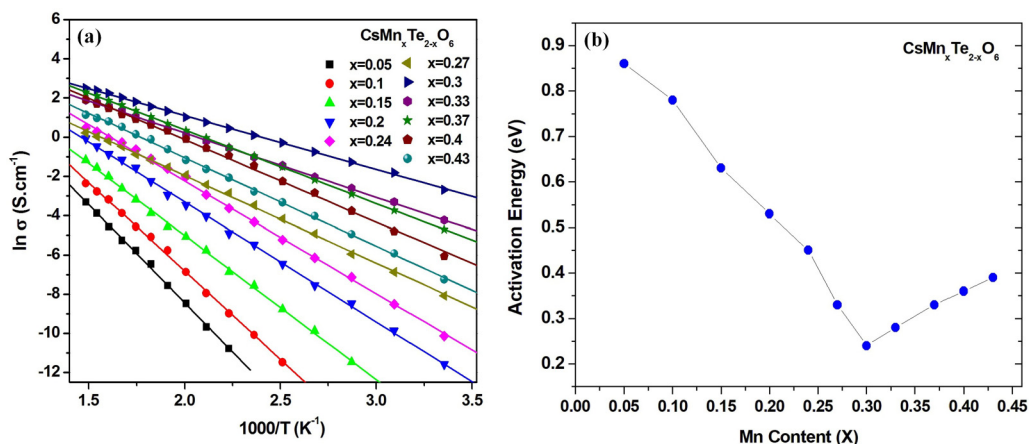 (a)
CsMnₓTe₂₋ₓO₆
x=0.05
x=0.1
x=0.15
x=0.2
x=0.24
x=0.27
x=0.3
x=0.33
x=0.37
x=0.4
x=0.43
6
4
2
0
-2
-4
-6
-8
-10
-12
ln σ (S.cm⁻¹)
1.5 2.0 2.5 3.0 3.5
1000/T (K⁻¹)
(b)
CsMnₓTe₂₋ₓO₆
0.9
0.8
0.7
0.6
0.5
0.4
0.3
0.2
Activation Energy (eV)
0.00 0.05 0.10 0.15 0.20 0.25 0.30 0.35 0.40 0.45
Mn Content (X)